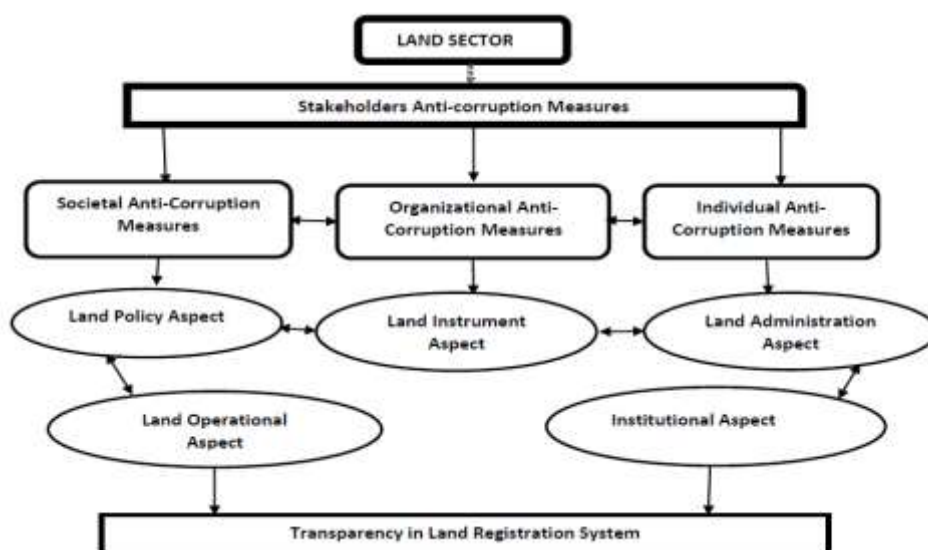 LAND SECTOR
Stakeholders Anti-corruption Measures
Societal Anti-Corruption
Measures
Organizational Anti-
Corruption Measures
Individual Anti-
Corruption Measures
Land Policy Aspect
Land Instrument
Aspect
Land Administration
Aspect
Land Operational
Aspect
Institutional Aspect
Transparency in Land Registration System